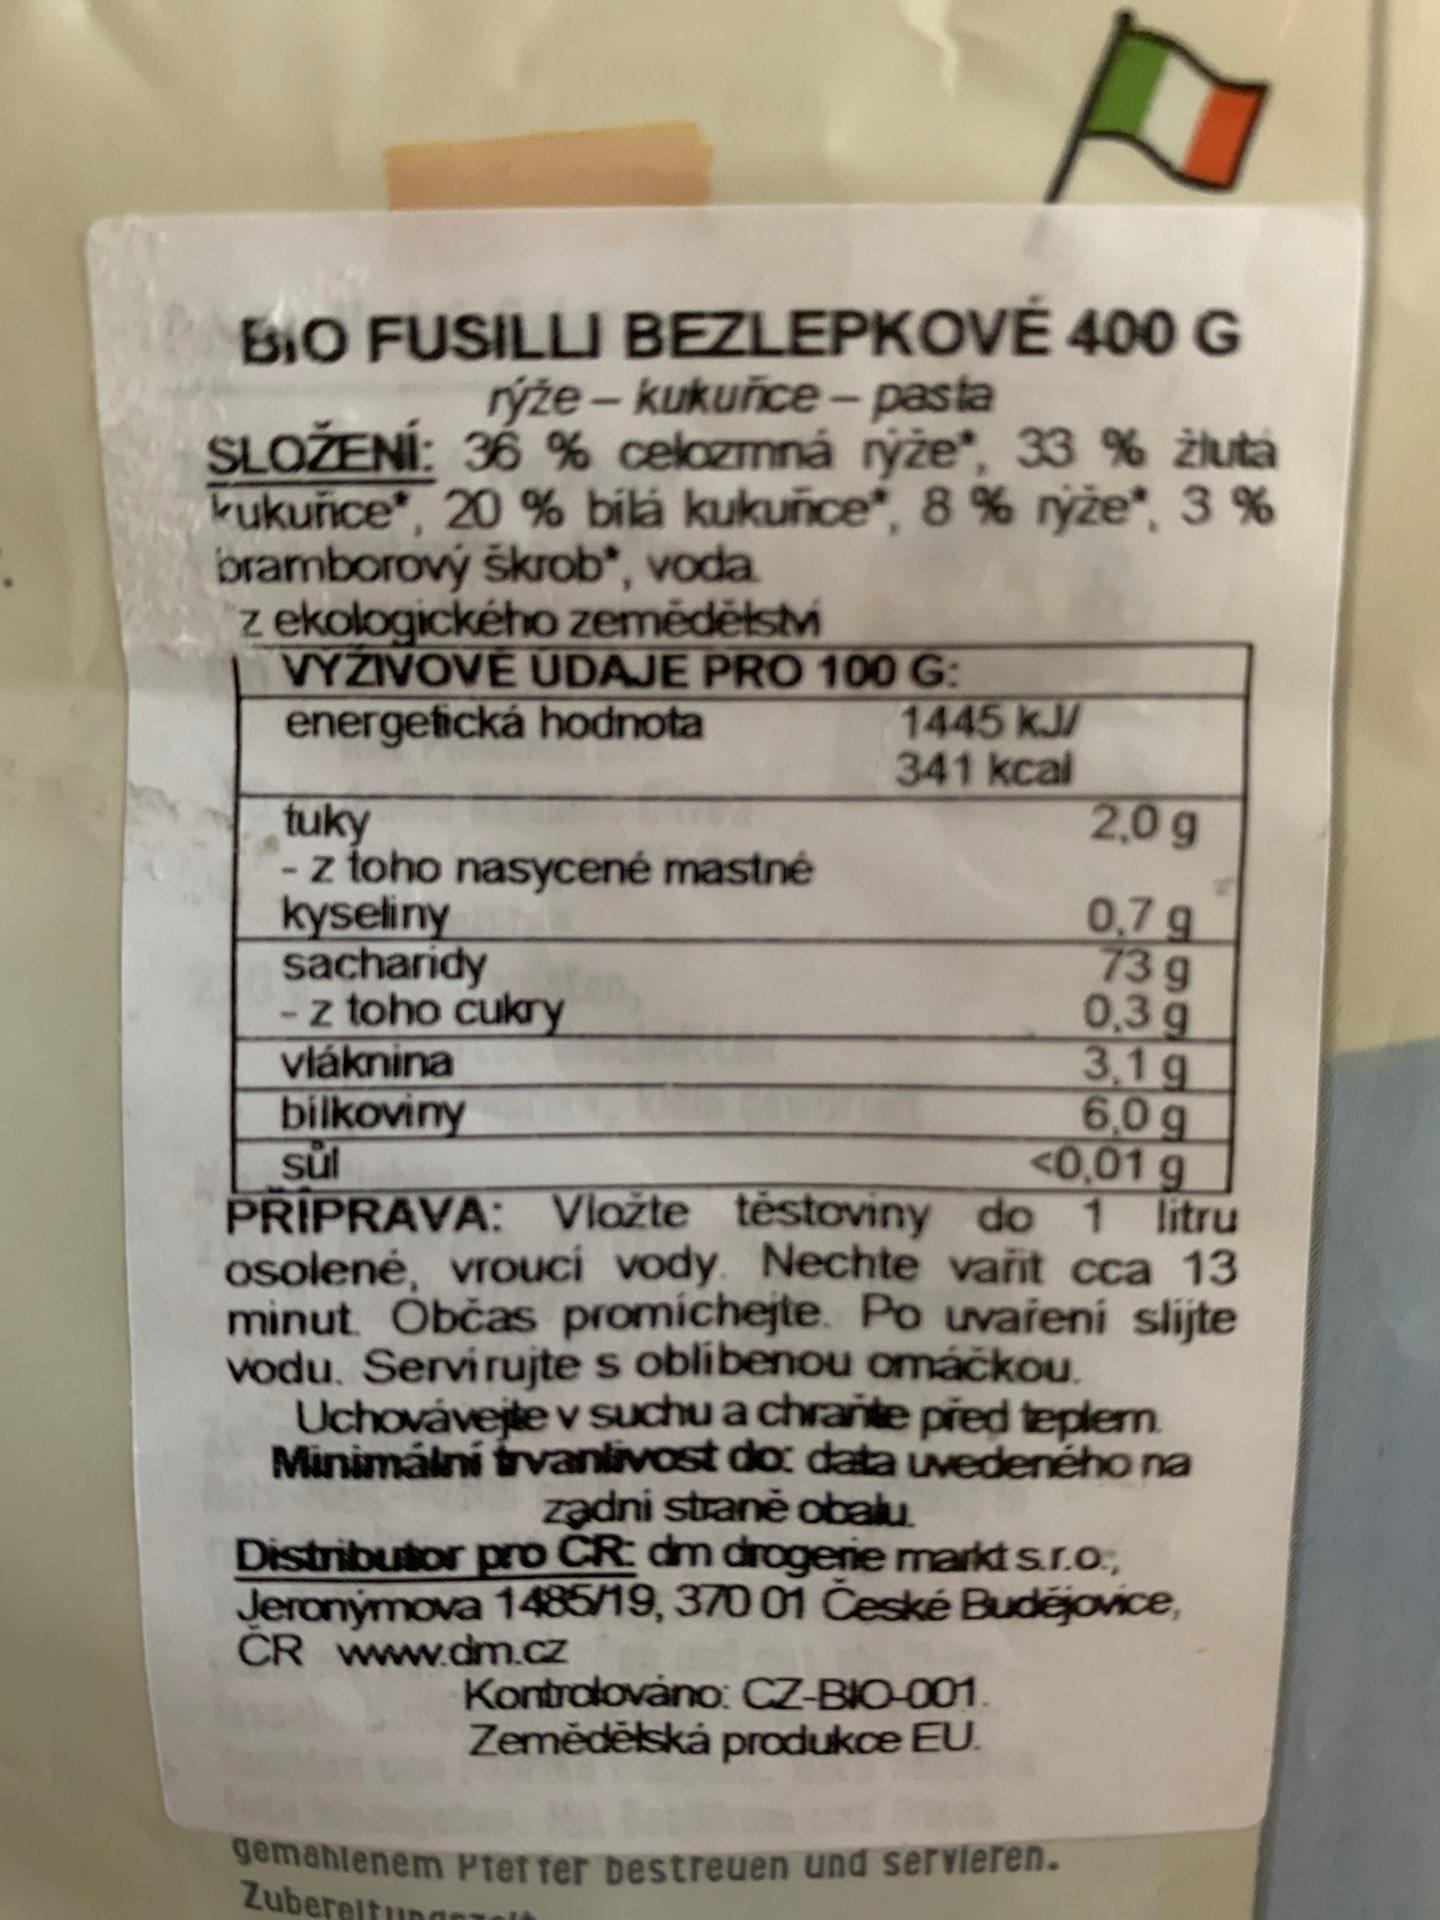 BIO FUSILLI BEZLEPKOVÉ 400 G
rýže – kukuřice – pasta
SLOŽENÍ: 36 % celozrnná rýže*, 33 % žlutá
kukuřice*, 20 % bílá kukuřice*, 8 % rýže*, 3 %
bramborový škrob*, voda.
z ekologického zemědělství
VÝŽIVOVÉ ÚDAJE PRO 100 G:
energetická hodnota 1445 kJ/
341 kcal
tuky 2,0 g
- z toho nasycené mastné
kyseliny 0,7 g
sacharidy 73 g
- z toho cukry 0,3 g
vláknina 3,1 g
bílkoviny 6,0 g
sůl <0,01 g
PŘÍPRAVA: Vložte těstoviny do 1 litru
osolené, vroucí vody. Nechte vařit cca 13
minut. Občas promíchejte. Po uvaření slijte
vodu. Servírujte s oblíbenou omáčkou.
Uchovávejte v suchu a chraňte před teplem.
Minimální trvanlivost do: data uvedeného na
zadní straně obalu.
Distributor pro ČR: dm drogerie markt s.r.o.,
Jeronýmova 1485/19, 370 01 České Budějovice,
ČR www.dm.cz
Kontrolováno: CZ-BIO-001.
Zemědělská produkce EU.
gemahlenem Pfeffer bestreuen und servieren.